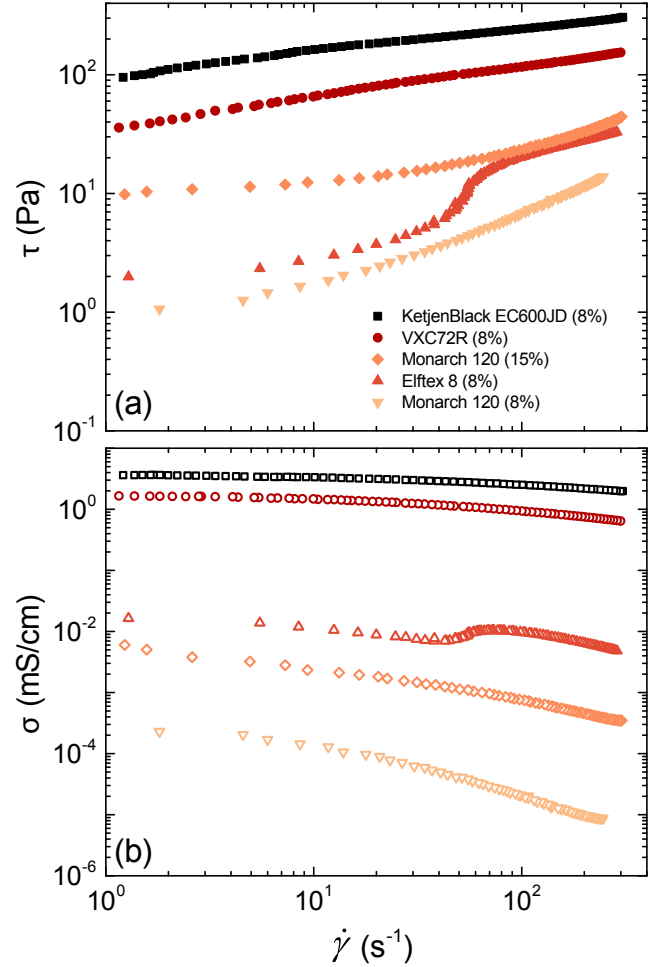 10²
10¹
10⁰
10⁻¹
τ (Pa)
KetjenBlack EC600JD (8%)
VXC72R (8%)
Monarch 120 (15%)
Elftex 8 (8%)
Monarch 120 (8%)
(a)
10⁰
10⁻²
10⁻⁴
10⁻⁶
σ (mS/cm)
(b)
10⁰ 10¹ 10²
γ̇ (s⁻¹)